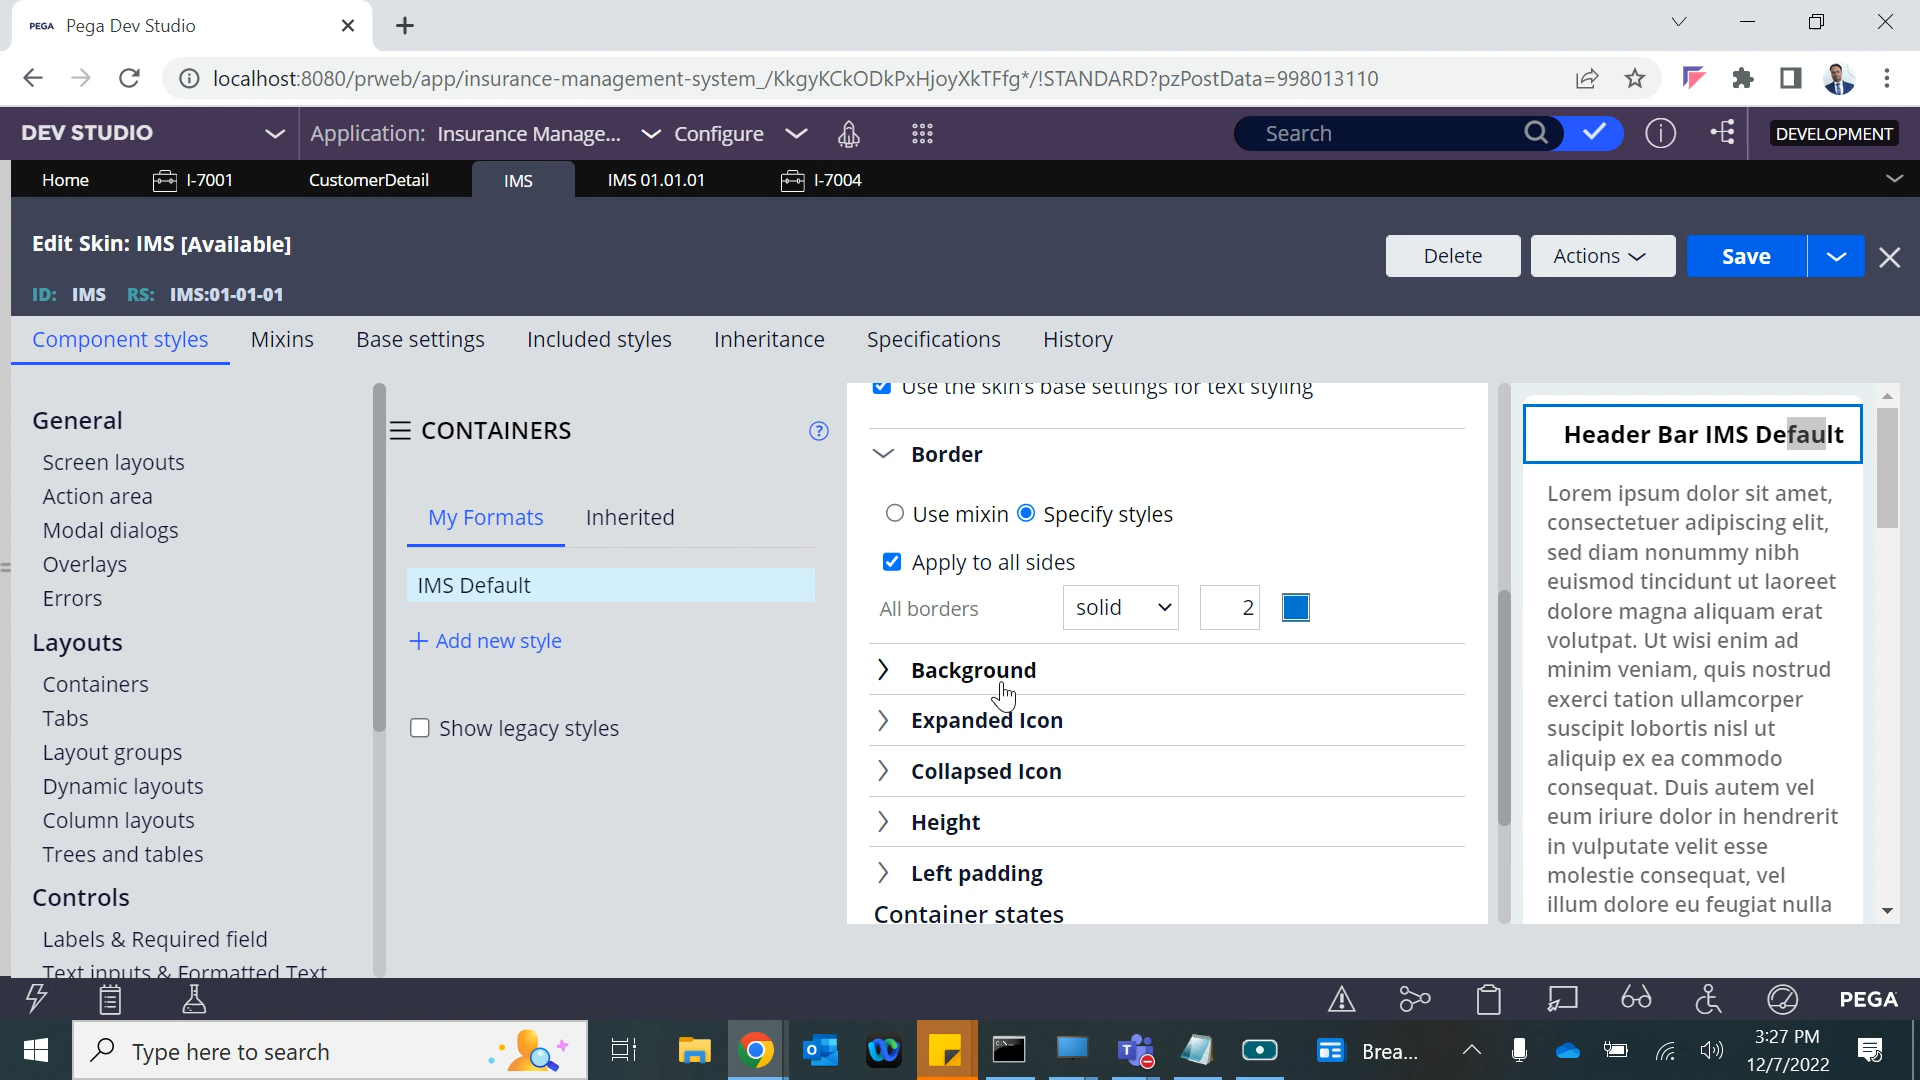 PEGA Pega Dev Studio
localhost:8080/prweb/app/insurance-management-system_/KkgyKCkODkPxHjoyXkTFfg*/!STANDARD?pzPostData=998013110
DEV STUDIO Application: Insurance Manage... Configure Search DEVELOPMENT
Home I-7001 CustomerDetail IMS IMS 01.01.01 I-7004
Edit Skin: IMS [Available]
Delete Actions Save
ID: IMS RS: IMS:01-01-01
Component styles Mixins Base settings Included styles Inheritance Specifications History
General
Screen layouts
Action area
Modal dialogs
Overlays
Errors
Layouts
Containers
Tabs
Layout groups
Dynamic layouts
Column layouts
Trees and tables
Controls
Labels & Required field
Text inputs & Formatted Text
CONTAINERS ?
My Formats Inherited
IMS Default
+ Add new style
Show legacy styles
Use the skin's base settings for text styling
Border
Use mixin Specify styles
Apply to all sides
All borders solid 2
Background
Expanded Icon
Collapsed Icon
Height
Left padding
Container states
Header Bar IMS Default
Lorem ipsum dolor sit amet,
consectetuer adipiscing elit,
sed diam nonummy nibh
euismod tincidunt ut laoreet
dolore magna aliquam erat
volutpat. Ut wisi enim ad
minim veniam, quis nostrud
exerci tation ullamcorper
suscipit lobortis nisl ut
aliquip ex ea commodo
consequat. Duis autem vel
eum iriure dolor in hendrerit
in vulputate velit esse
molestie consequat, vel
illum dolore eu feugiat nulla
PEGA
Type here to search
Brea...
3:27 PM
12/7/2022